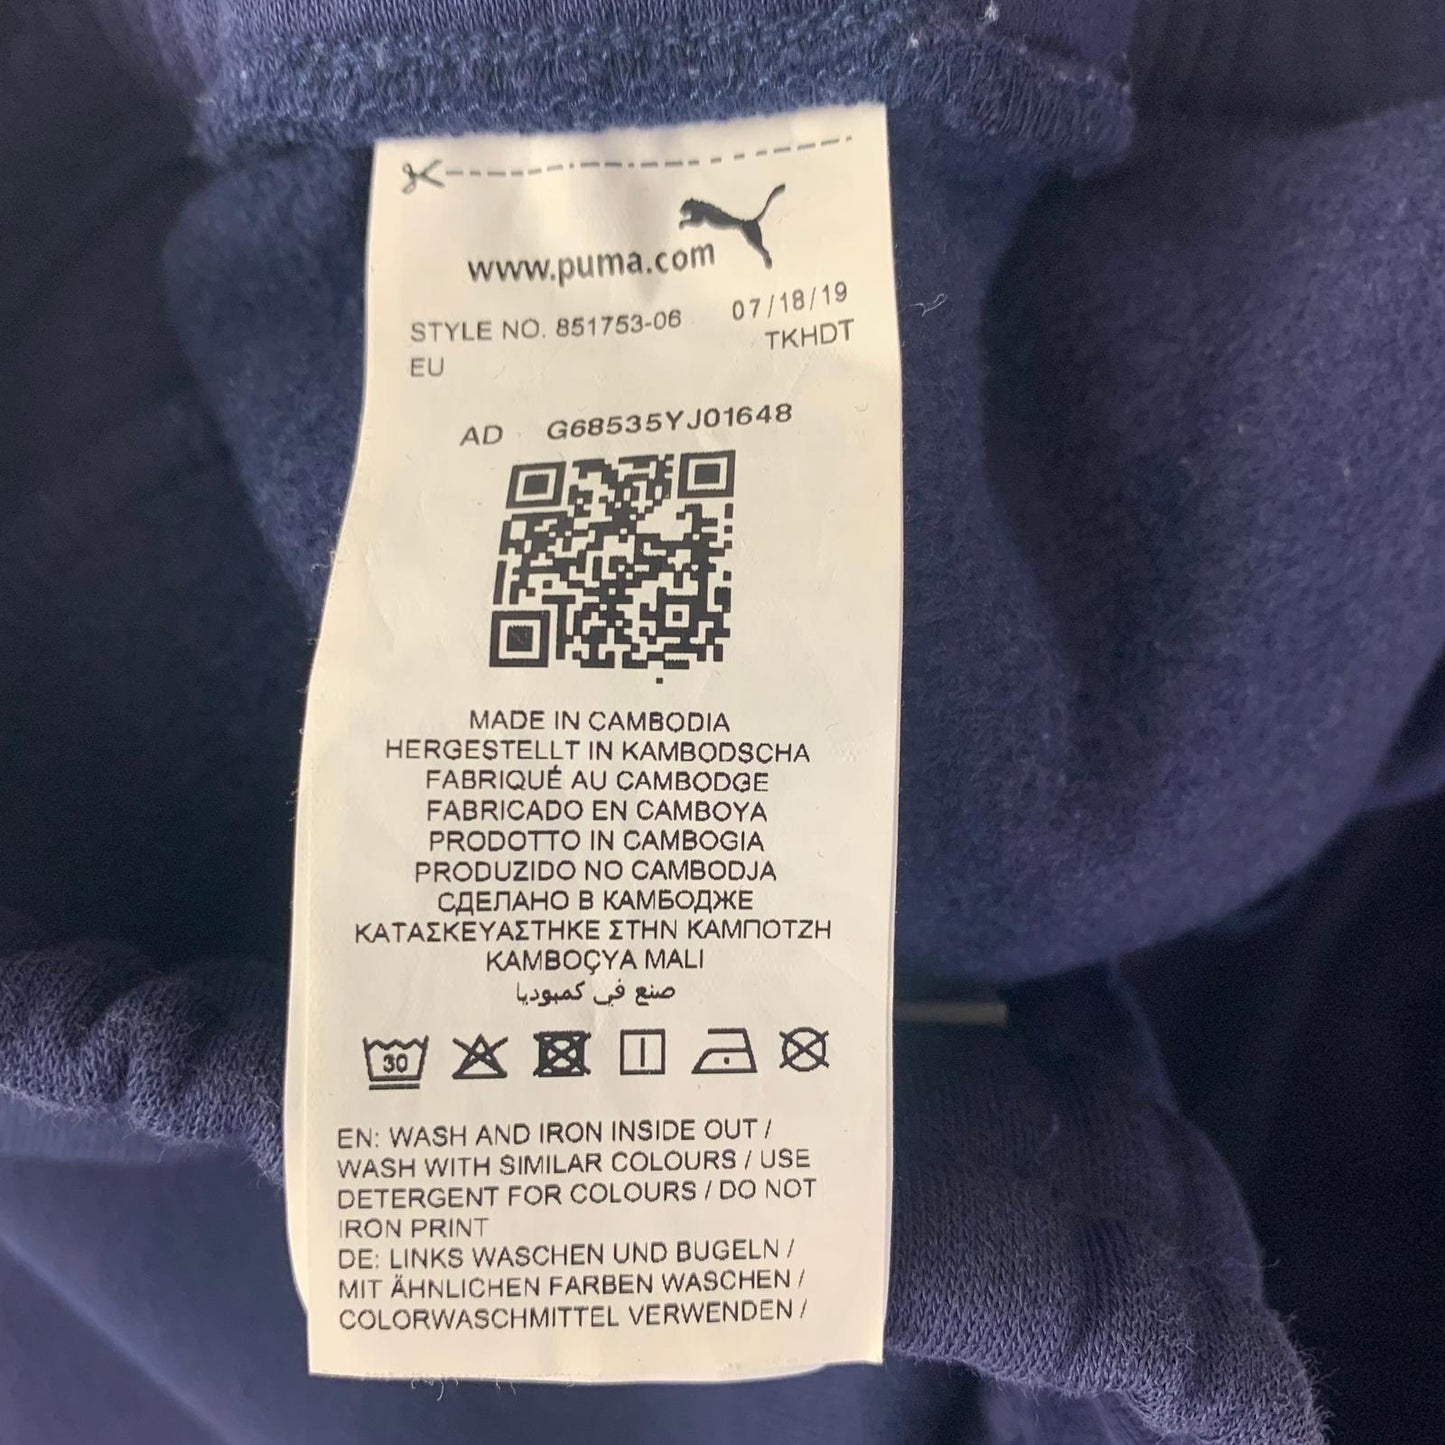 www.puma.com
STYLE NO. 851753-06 07/18/19
EU TKHDT
AD G68535YJ01648
MADE IN CAMBODIA
HERGESTELLT IN KAMBODSCHA
FABRIQUÉ AU CAMBODGE
FABRICADO EN CAMBOYA
PRODOTTO IN CAMBOGIA
PRODUZIDO NO CAMBODJA
СДЕЛАНО В КАМБОДЖЕ
ΚΑΤΑΣΚΕΥΑΣΤΗΚΕ ΣΤΗΝ ΚΑΜΠΟΤΖΗ
KAMBOÇYA MALI
صنع في كمبوديا
30
EN: WASH AND IRON INSIDE OUT /
WASH WITH SIMILAR COLOURS / USE
DETERGENT FOR COLOURS / DO NOT
IRON PRINT
DE: LINKS WASCHEN UND BUGELN /
MIT ÄHNLICHEN FARBEN WASCHEN /
COLORWASCHMITTEL VERWENDEN /